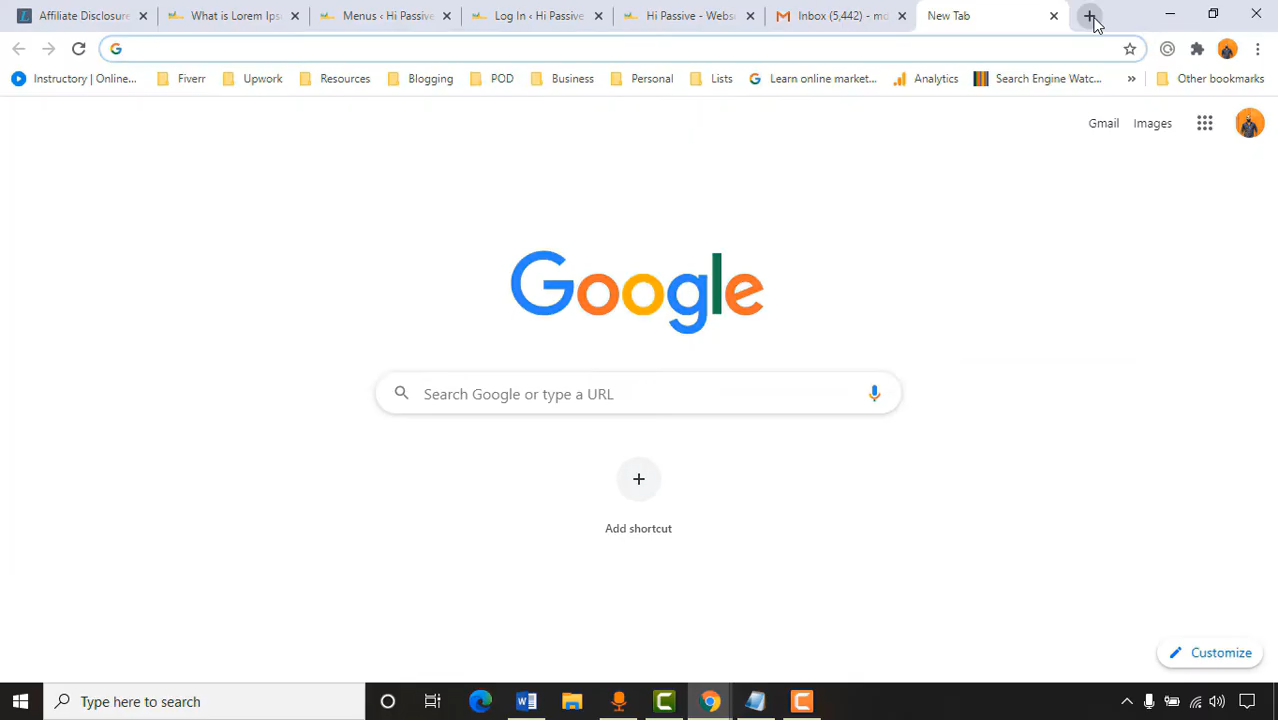 Affiliate Disclosure
What is Lorem Ips
Menus ‹ Hi Passive
Log In ‹ Hi Passive
Hi Passive - Webs
Inbox (5,442) - md
New Tab
Instructory | Online...
Fiverr
Upwork
Resources
Blogging
POD
Business
Personal
Lists
Learn online market...
Analytics
Search Engine Watc...
»
Other bookmarks
Gmail
Images
Google
Search Google or type a URL
Add shortcut
Customize
Type here to search